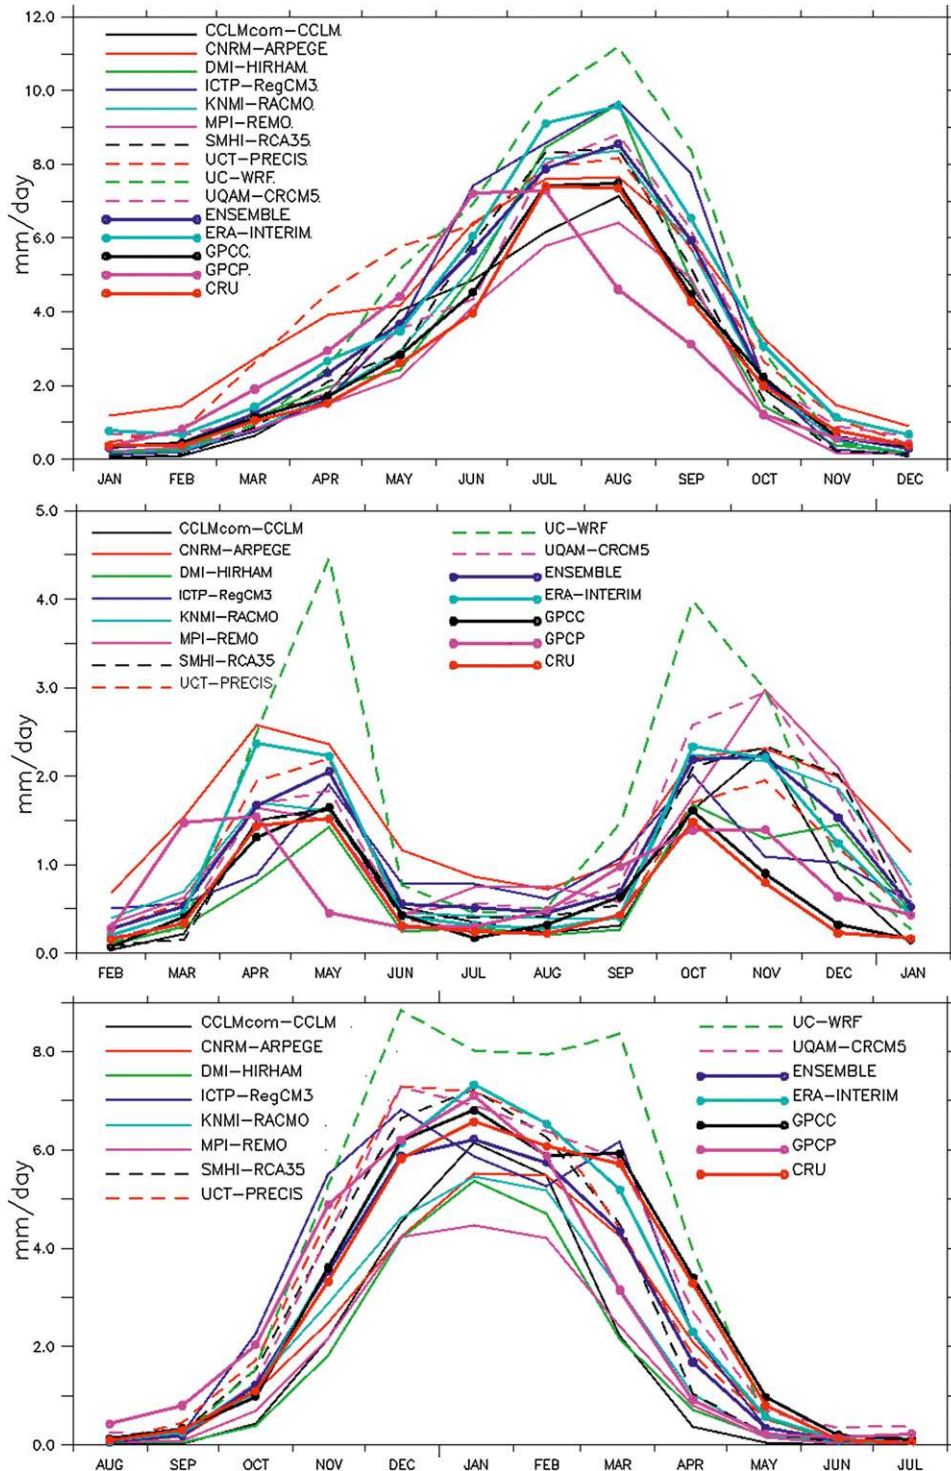 12.0
10.0
8.0
6.0
4.0
2.0
0.0
mm/day
CCLMcom-CCLM.
CNRM-ARPEGE
DMI-HIRHAM.
ICTP-RegCM3.
KNMI-RACMO.
MPI-REMO.
SMHI-RCA35.
UCT-PRECIS
UC-WRF.
UQAM-CRCM5.
ENSEMBLE
ERA-INTERIM.
GPCC.
GPCP.
CRU
JAN FEB MAR APR MAY JUN JUL AUG SEP OCT NOV DEC
5.0
4.0
3.0
2.0
1.0
0.0
mm/day
CCLMcom-CCLM
CNRM-ARPEGE
DMI-HIRHAM
ICTP-RegCM3
KNMI-RACMO
MPI-REMO
SMHI-RCA35
UCT-PRECIS
UC-WRF
UQAM-CRCM5
ENSEMBLE
ERA-INTERIM
GPCC
GPCP
CRU
FEB MAR APR MAY JUN JUL AUG SEP OCT NOV DEC JAN
8.0
6.0
4.0
2.0
0.0
mm/day
CCLMcom-CCLM
CNRM-ARPEGE
DMI-HIRHAM
ICTP-RegCM3
KNMI-RACMO
MPI-REMO
SMHI-RCA35
UCT-PRECIS
UC-WRF
UQAM-CRCM5
ENSEMBLE
ERA-INTERIM
GPCC
GPCP
CRU
AUG SEP OCT NOV DEC JAN FEB MAR APR MAY JUN JUL